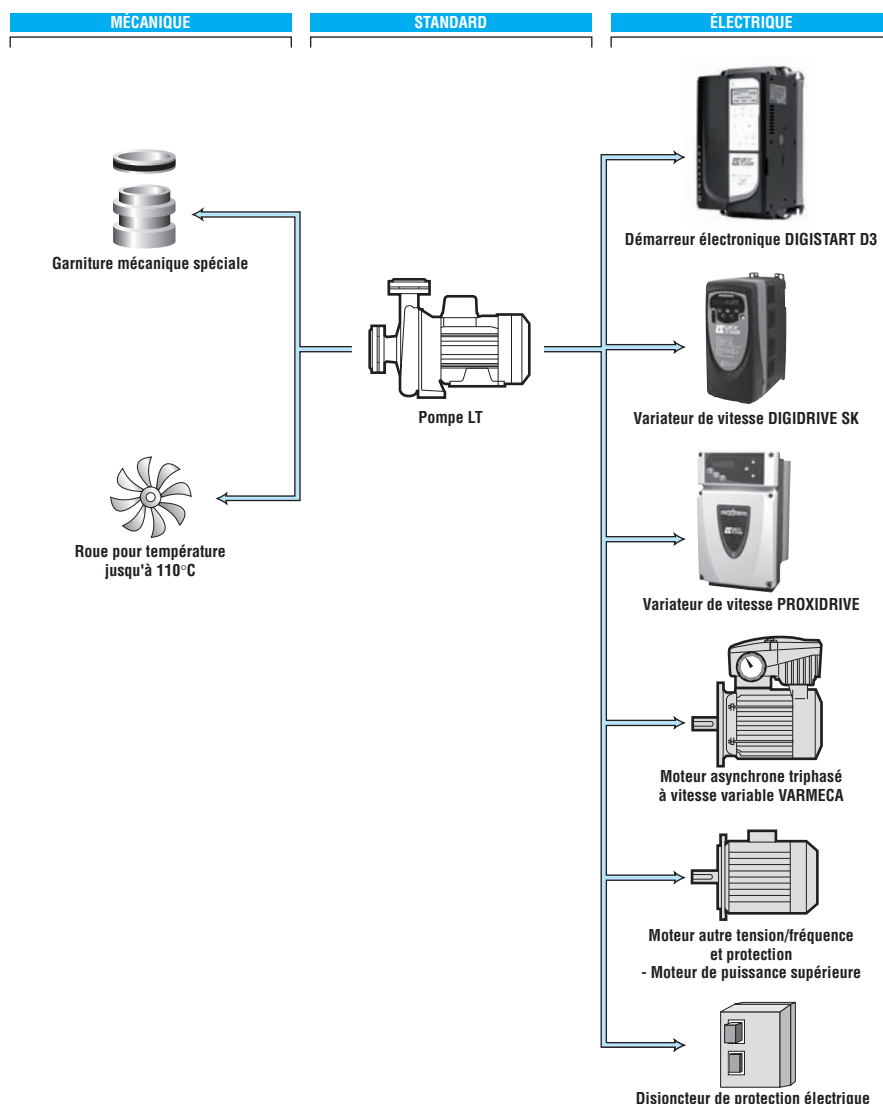 MÉCANIQUE
STANDARD
ÉLECTRIQUE
Démarreur électronique DIGISTART D3
Garniture mécanique spéciale
Pompe LT
Variateur de vitesse DIGIDRIVE SK
Roue pour température
jusqu'à 110°C
Variateur de vitesse PROXIDRIVE
Moteur asynchrone triphasé
à vitesse variable VARMECA
Moteur autre tension/fréquence
et protection
- Moteur de puissance supérieure
Disjoncteur de protection électrique